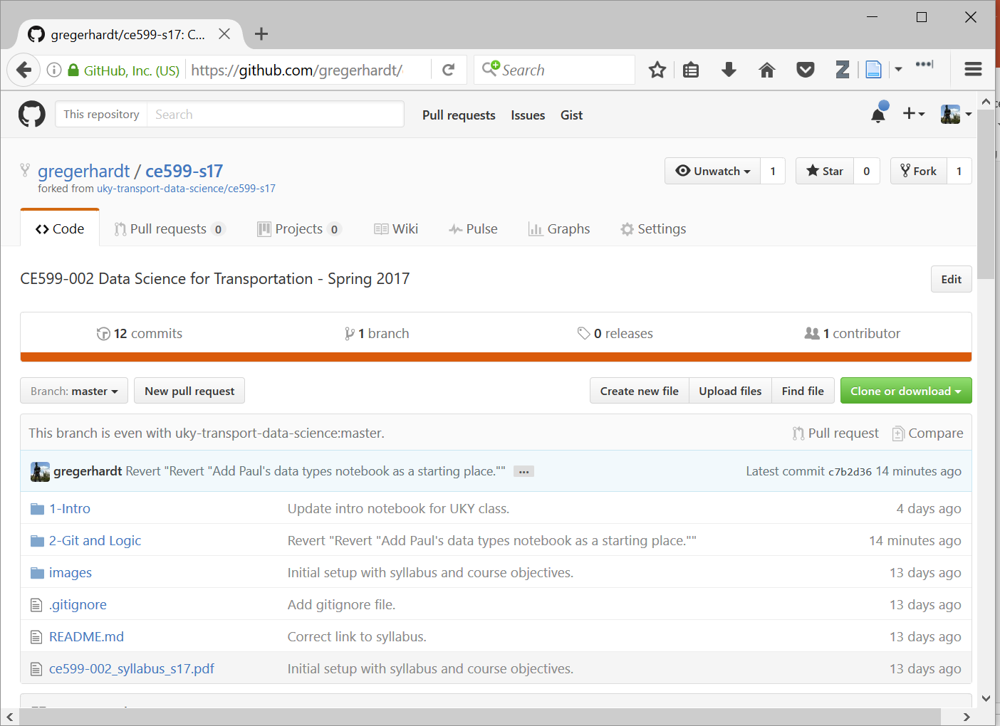 gregerhardt/ce599-s17: C...
GitHub, Inc. (US) https://github.com/gregerhardt/ Search
This repository Search Pull requests Issues Gist
gregerhardt / ce599-s17 Unwatch 1 Star 0 Fork 1
forked from uky-transport-data-science/ce599-s17
Code Pull requests 0 Projects 0 Wiki Pulse Graphs Settings
CE599-002 Data Science for Transportation - Spring 2017 Edit
12 commits 1 branch 0 releases 1 contributor
Branch: master New pull request Create new file Upload files Find file Clone or download
This branch is even with uky-transport-data-science:master. Pull request Compare
gregerhardt Revert "Revert "Add Paul's data types notebook as a starting place."" ... Latest commit c7b2d36 14 minutes ago
1-Intro Update intro notebook for UKY class. 4 days ago
2-Git and Logic Revert "Revert "Add Paul's data types notebook as a starting place."" 14 minutes ago
images Initial setup with syllabus and course objectives. 13 days ago
.gitignore Add gitignore file. 13 days ago
README.md Correct link to syllabus. 13 days ago
ce599-002_syllabus_s17.pdf Initial setup with syllabus and course objectives. 13 days ago